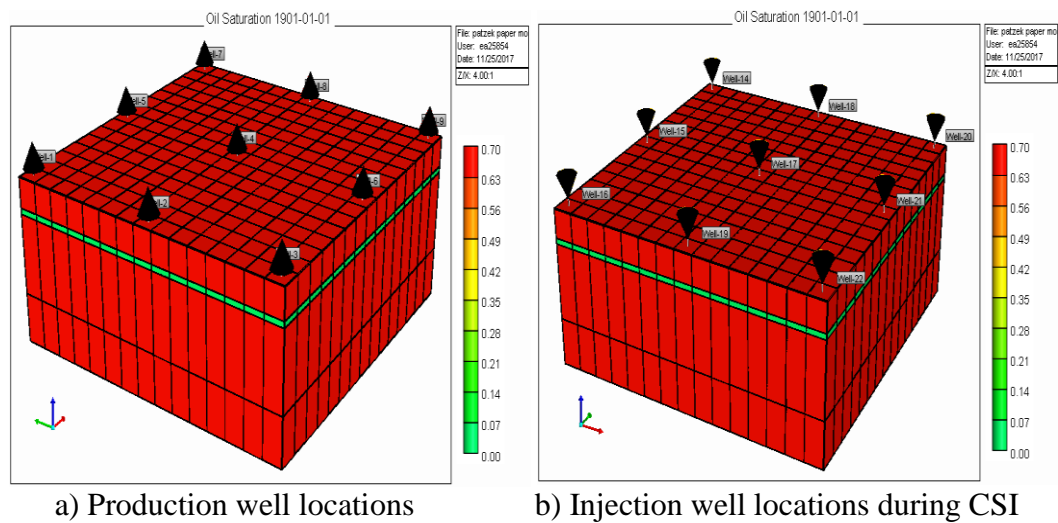 Oil Saturation 1901-01-01
File: patzek paper mo
User: ea25854
Date: 11/25/2017
Z/X: 4.00:1
Well-7
Well-8
Well-5
Well-9
Well-4
Well-1
Well-6
Well-2
Well-3
0.70
0.63
0.56
0.49
0.42
0.35
0.28
0.21
0.14
0.07
0.00
a) Production well locations
Oil Saturation 1901-01-01
File: patzek paper mo
User: ea25854
Date: 11/25/2017
Z/X: 4.00:1
Well-14
Well-18
Well-15
Well-20
Well-17
Well-16
Well-21
Well-19
Well-22
0.70
0.63
0.56
0.49
0.42
0.35
0.28
0.21
0.14
0.07
0.00
b) Injection well locations during CSI